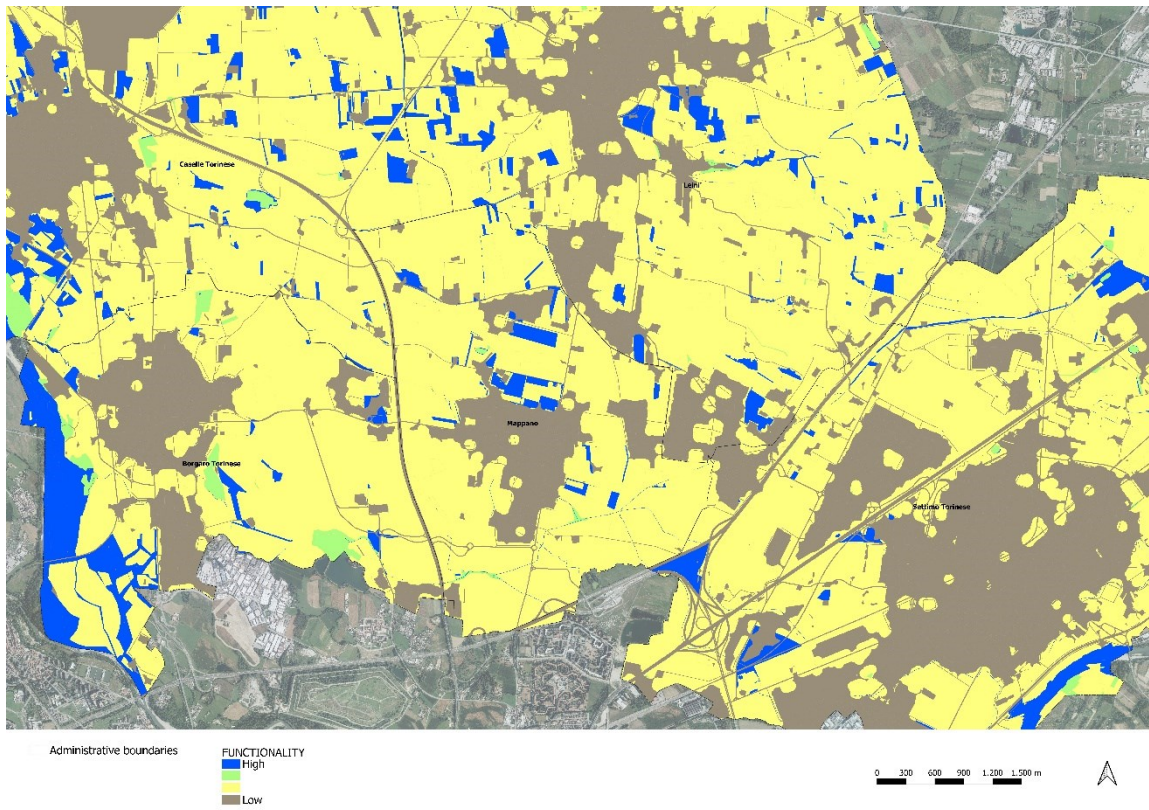 Caselle Torinese
Leinì
Mappano
Borgaro Torinese
Settimo Torinese
Administrative boundaries
FUNCTIONALITY
High
Low
0 300 600 900 1.200 1.500 m